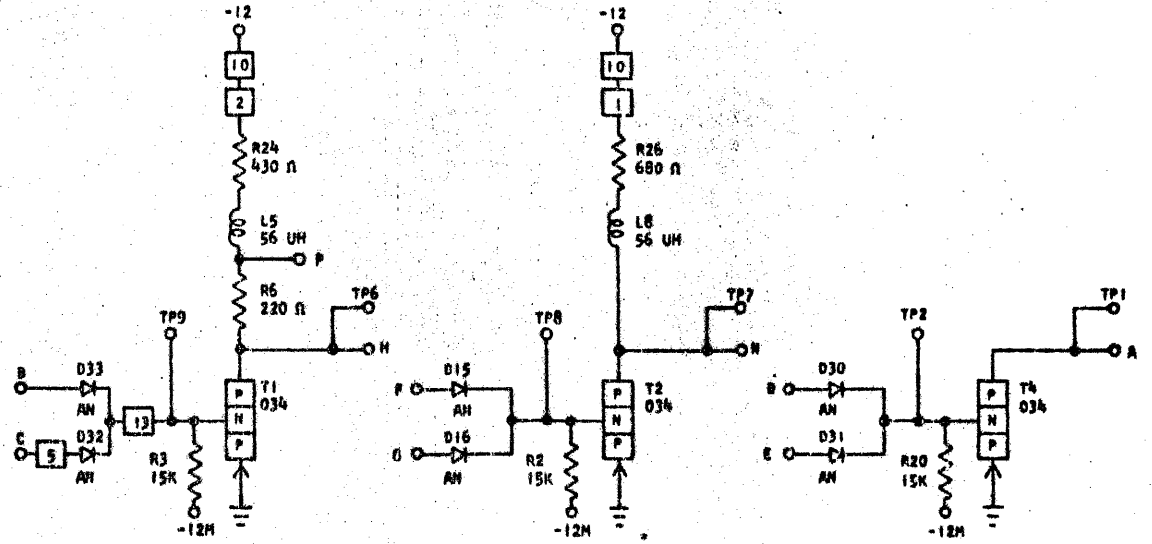 -12
10
2
R24
430 Ω
L5
56 UH
P
R6
220 Ω
TP6
H
TP9
B
D33
AN
C
5
D32
AN
13
R3
15K
-12M
P
N
P
T1
034
-12
10
1
R26
680 Ω
L8
56 UH
TP7
N
TP8
F
D15
AN
D16
AN
R2
15K
-12M
P
N
P
T2
034
TP1
A
TP2
D30
AN
E
D31
AN
R20
15K
-12M
P
N
P
T4
034